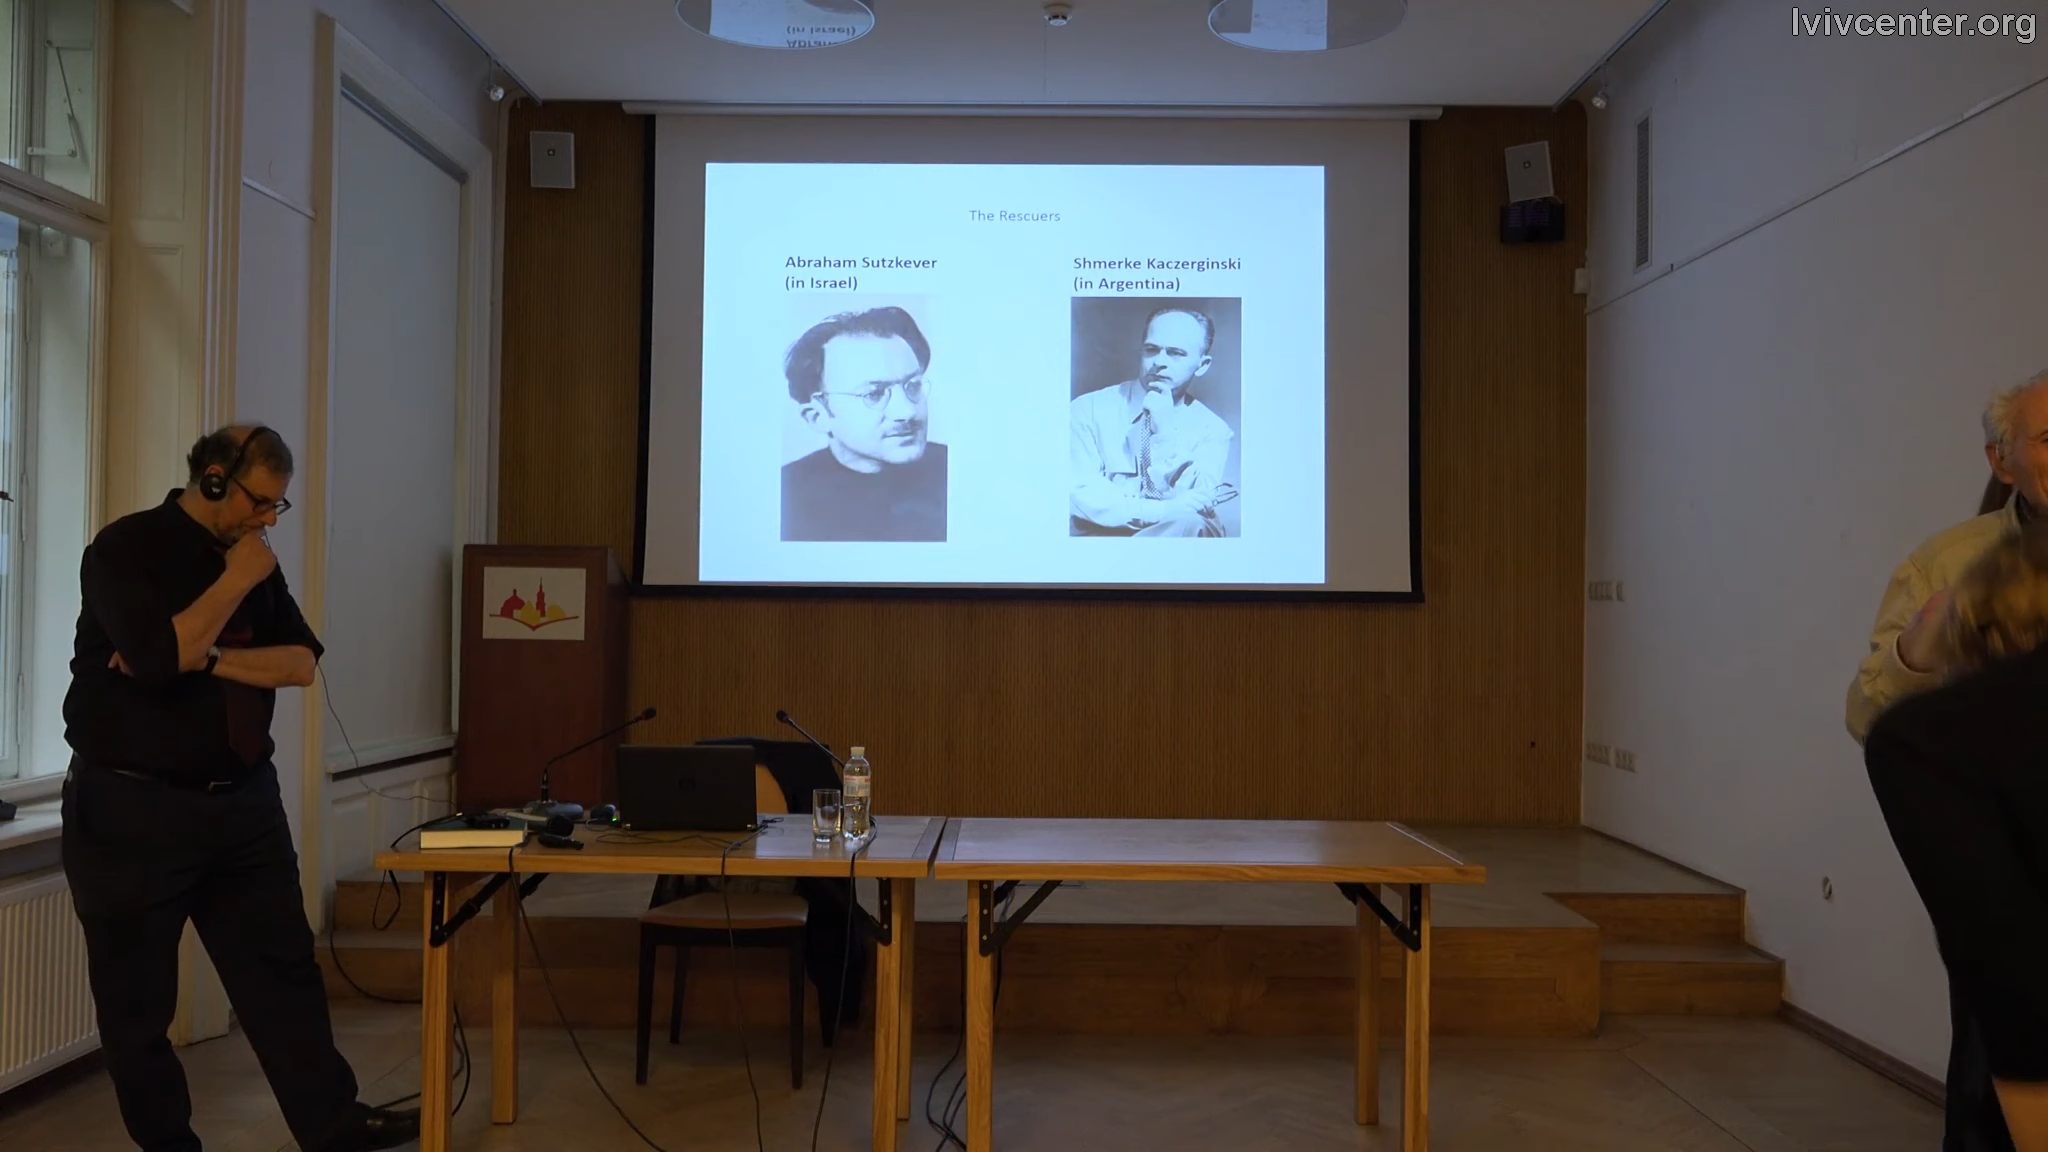 lvivcenter.org
The Rescuers
Abraham Sutzkever
(in Israel)
Shmerke Kaczerginski
(in Argentina)